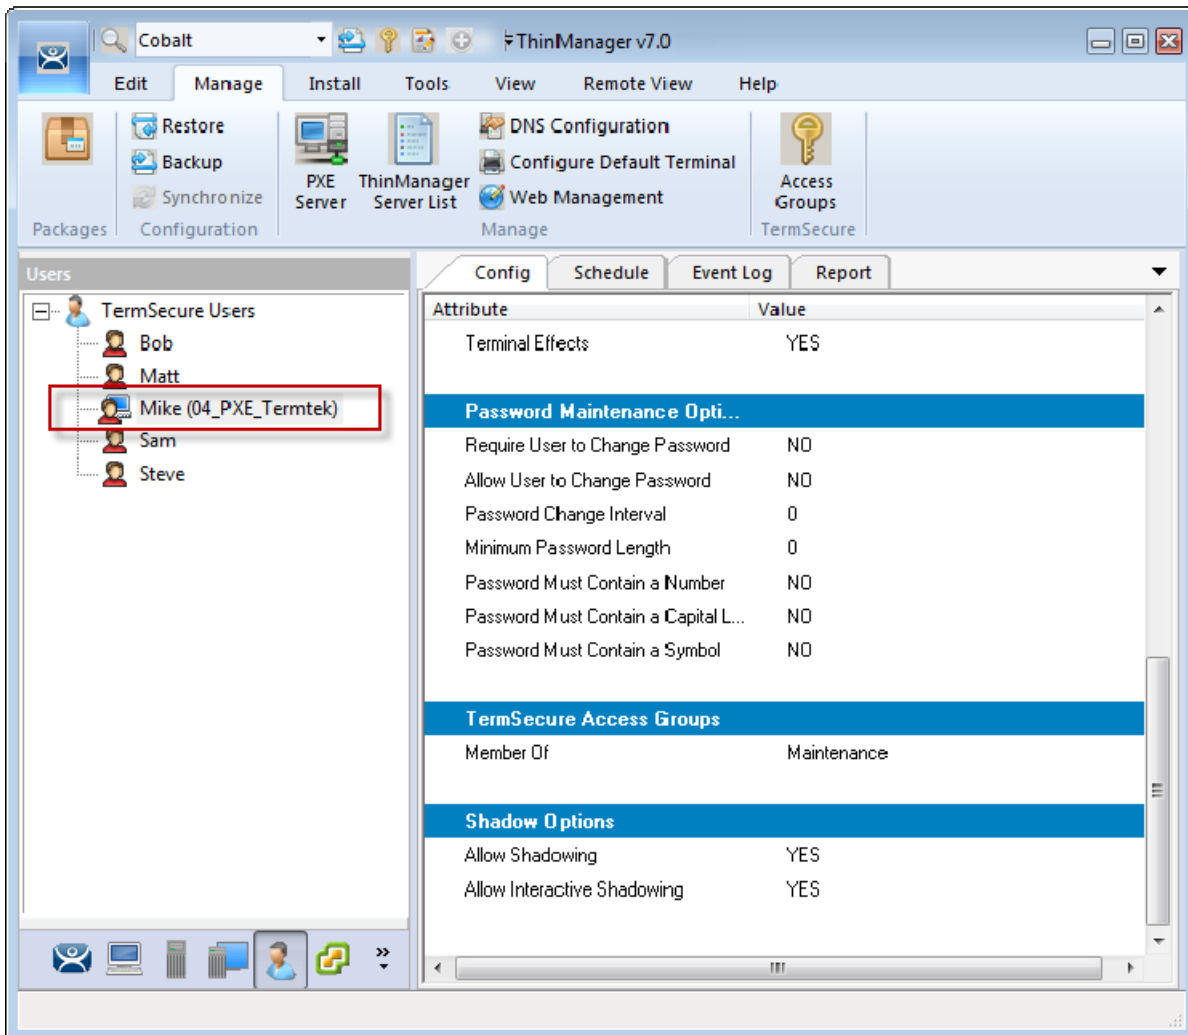 Cobalt
ThinManager v7.0
Edit Manage Install Tools View Remote View Help
Restore
Backup
Synchronize
PXE Server
ThinManager Server List
DNS Configuration
Configure Default Terminal
Web Management
Access Groups
Packages Configuration Manage TermSecure
Users
TermSecure Users
Bob
Matt
Mike (04_PXE_Termtek)
Sam
Steve
Config Schedule Event Log Report
Attribute Value
Terminal Effects YES
Password Maintenance Opti...
Require User to Change Password NO
Allow User to Change Password NO
Password Change Interval 0
Minimum Password Length 0
Password Must Contain a Number NO
Password Must Contain a Capital L... NO
Password Must Contain a Symbol NO
TermSecure Access Groups
Member Of Maintenance
Shadow Options
Allow Shadowing YES
Allow Interactive Shadowing YES